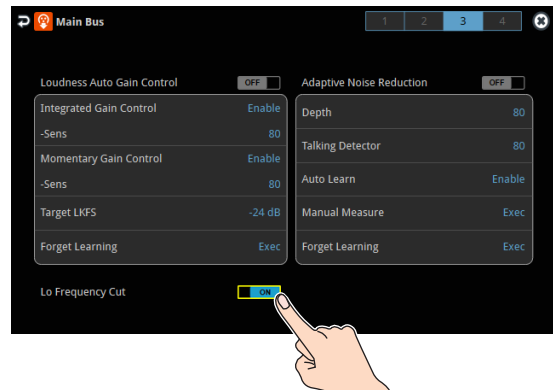 Main Bus
1 2 3 4
Loudness Auto Gain Control OFF
Integrated Gain Control Enable
-Sens 80
Momentary Gain Control Enable
-Sens 80
Target LKFS -24 dB
Forget Learning Exec
Adaptive Noise Reduction OFF
Depth 80
Talking Detector 80
Auto Learn Enable
Manual Measure Exec
Forget Learning Exec
Lo Frequency Cut ON